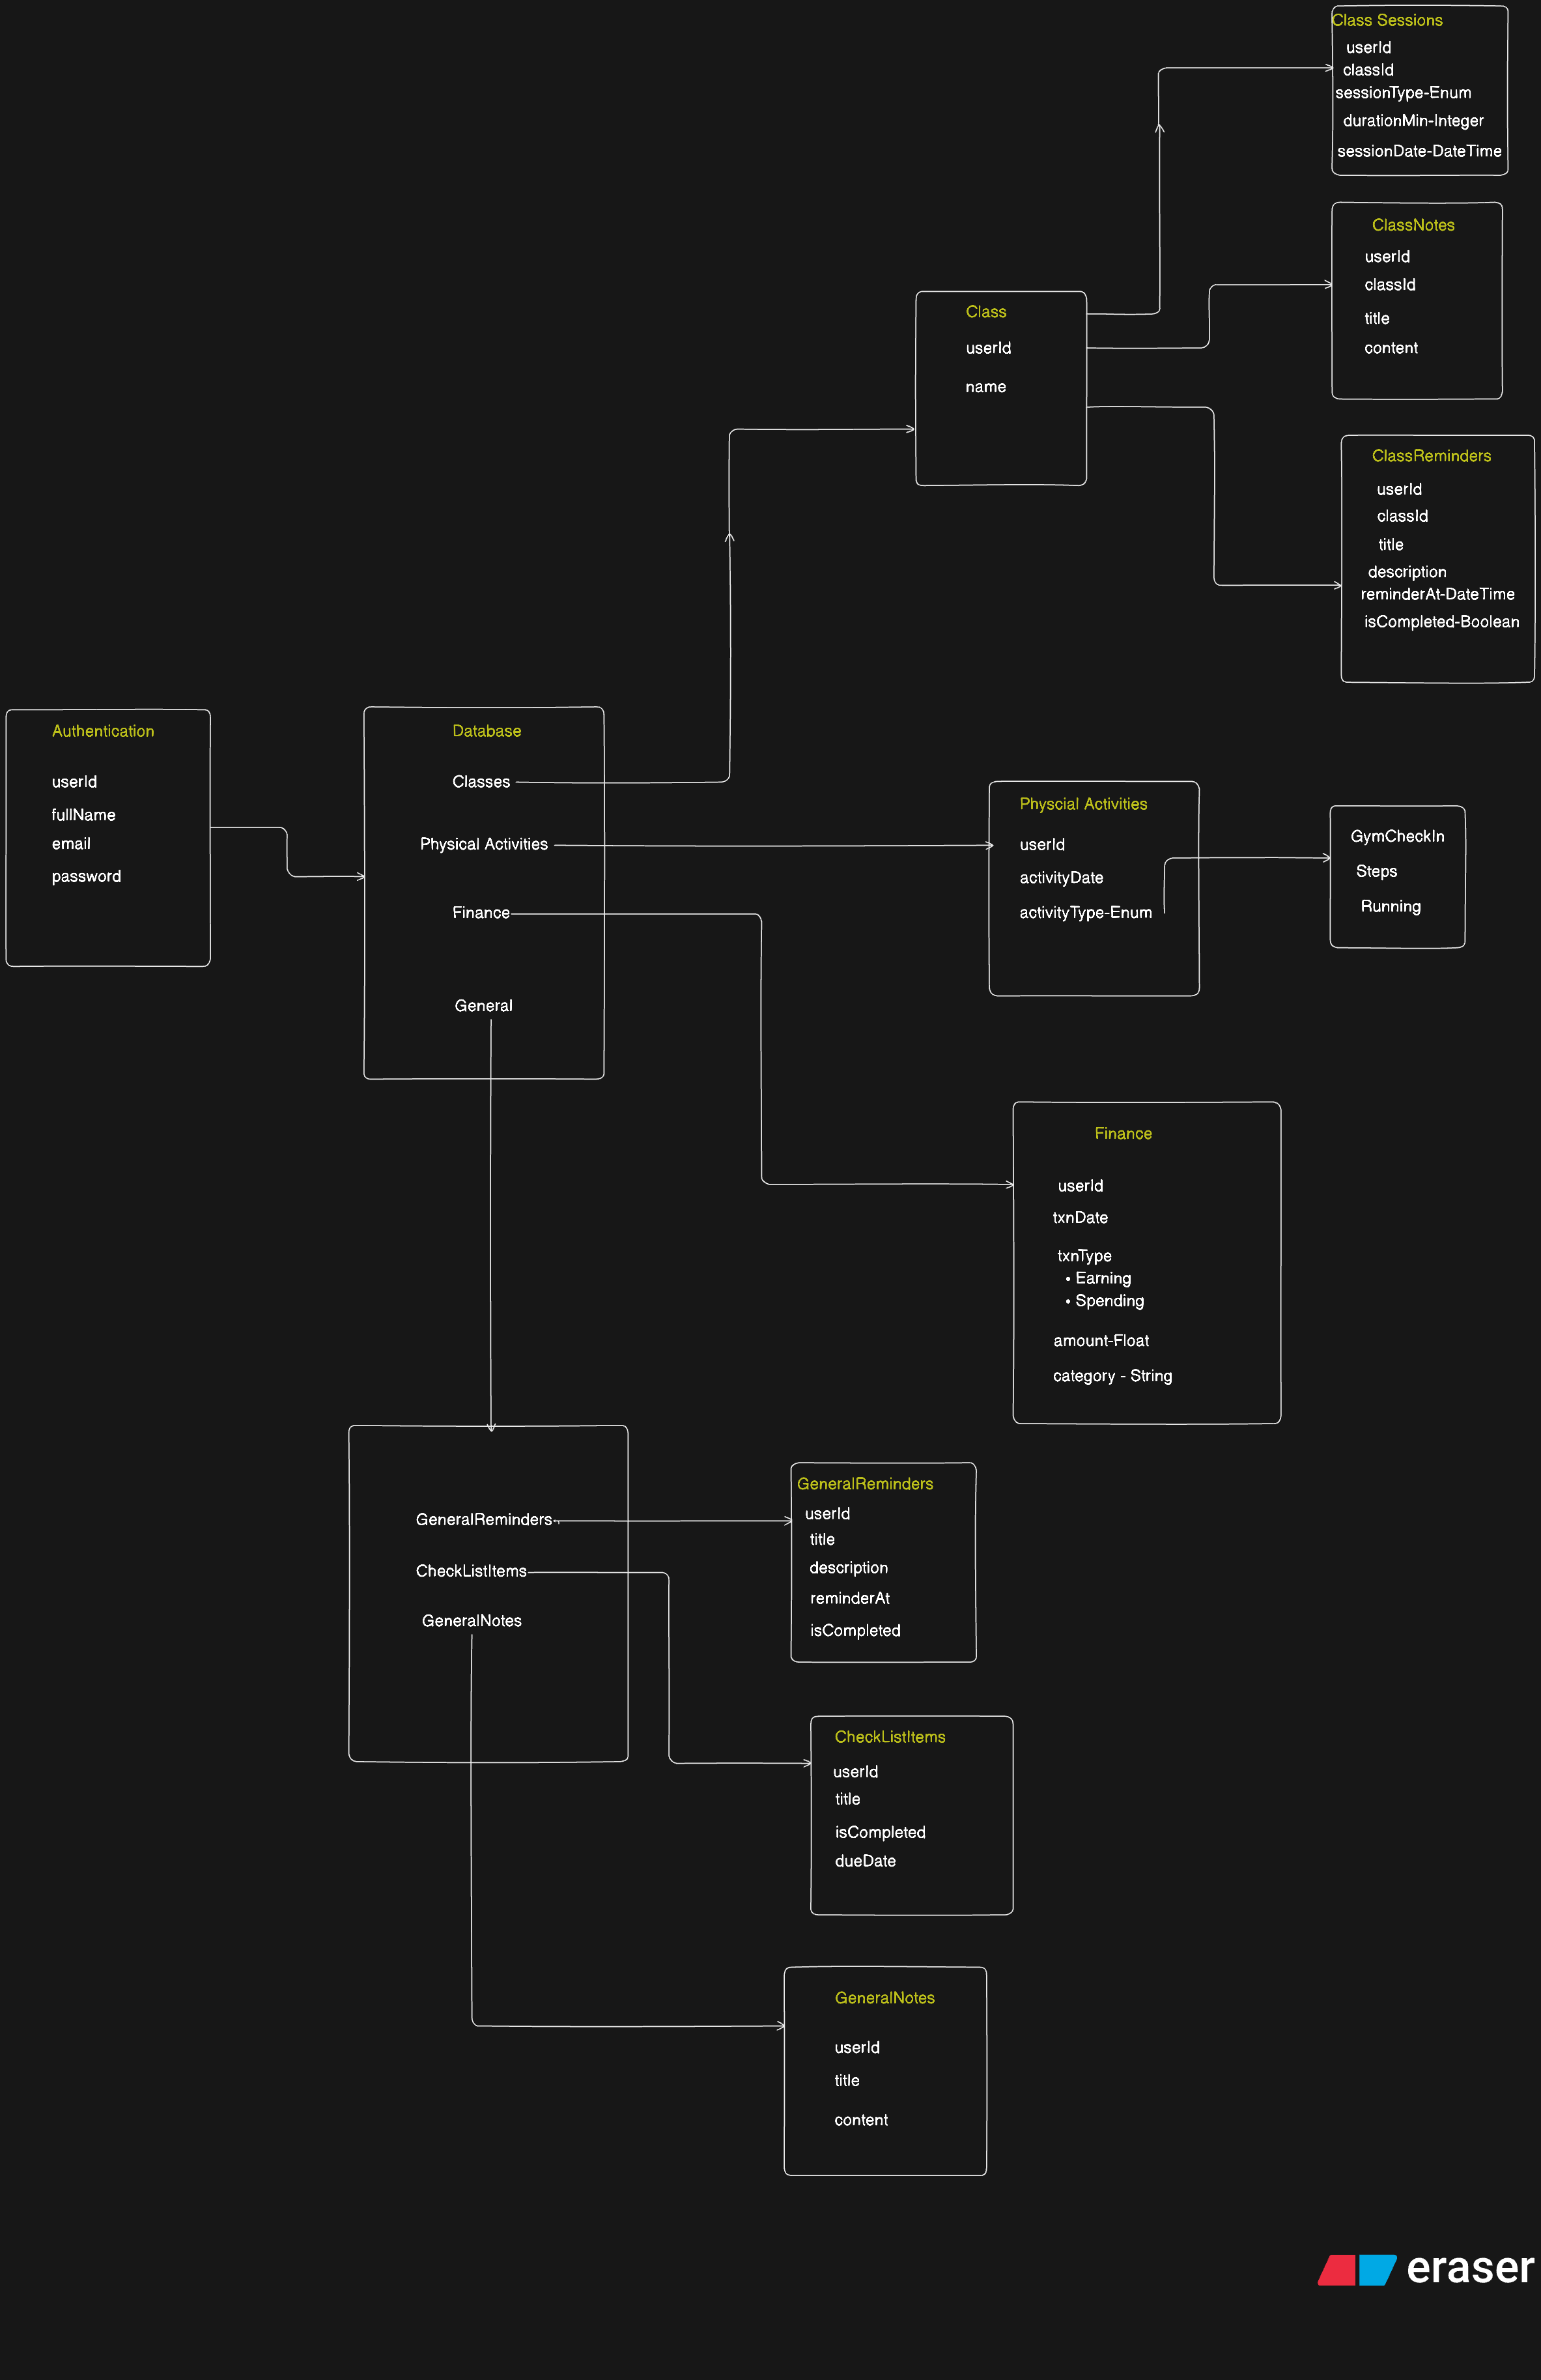 Class Sessions
userId
classId
sessionType-Enum
durationMin-Integer
sessionDate-DateTime
ClassNotes
userId
classId
title
content
Class
userId
name
ClassReminders
userId
classId
title
description
reminderAt-DateTime
isCompleted-Boolean
Authentication
userId
fullName
email
password
Database
Classes
Physical Activities
Finance
General
Physcial Activities
userId
activityDate
activityType-Enum
GymCheckIn
Steps
Running
Finance
userId
txnDate
txnType
• Earning
• Spending
amount-Float
category - String
GeneralReminders
CheckListItems
GeneralNotes
GeneralReminders
userId
title
description
reminderAt
isCompleted
CheckListItems
userId
title
isCompleted
dueDate
GeneralNotes
userId
title
content
eraser